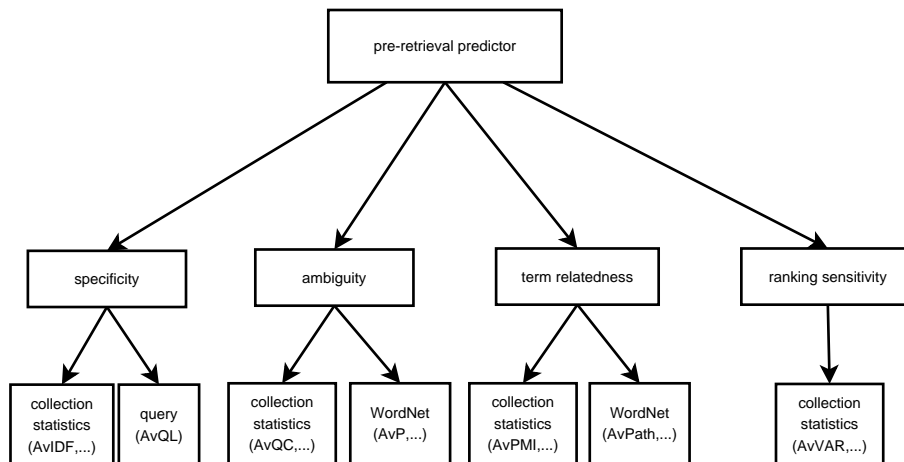 pre-retrieval predictor
specificity
ambiguity
term relatedness
ranking sensitivity
collection
statistics
(AvIDF,...)
query
(AvQL)
collection
statistics
(AvQC,...)
WordNet
(AvP,...)
collection
statistics
(AvPMI,...)
WordNet
(AvPath,...)
collection
statistics
(AvVAR,...)